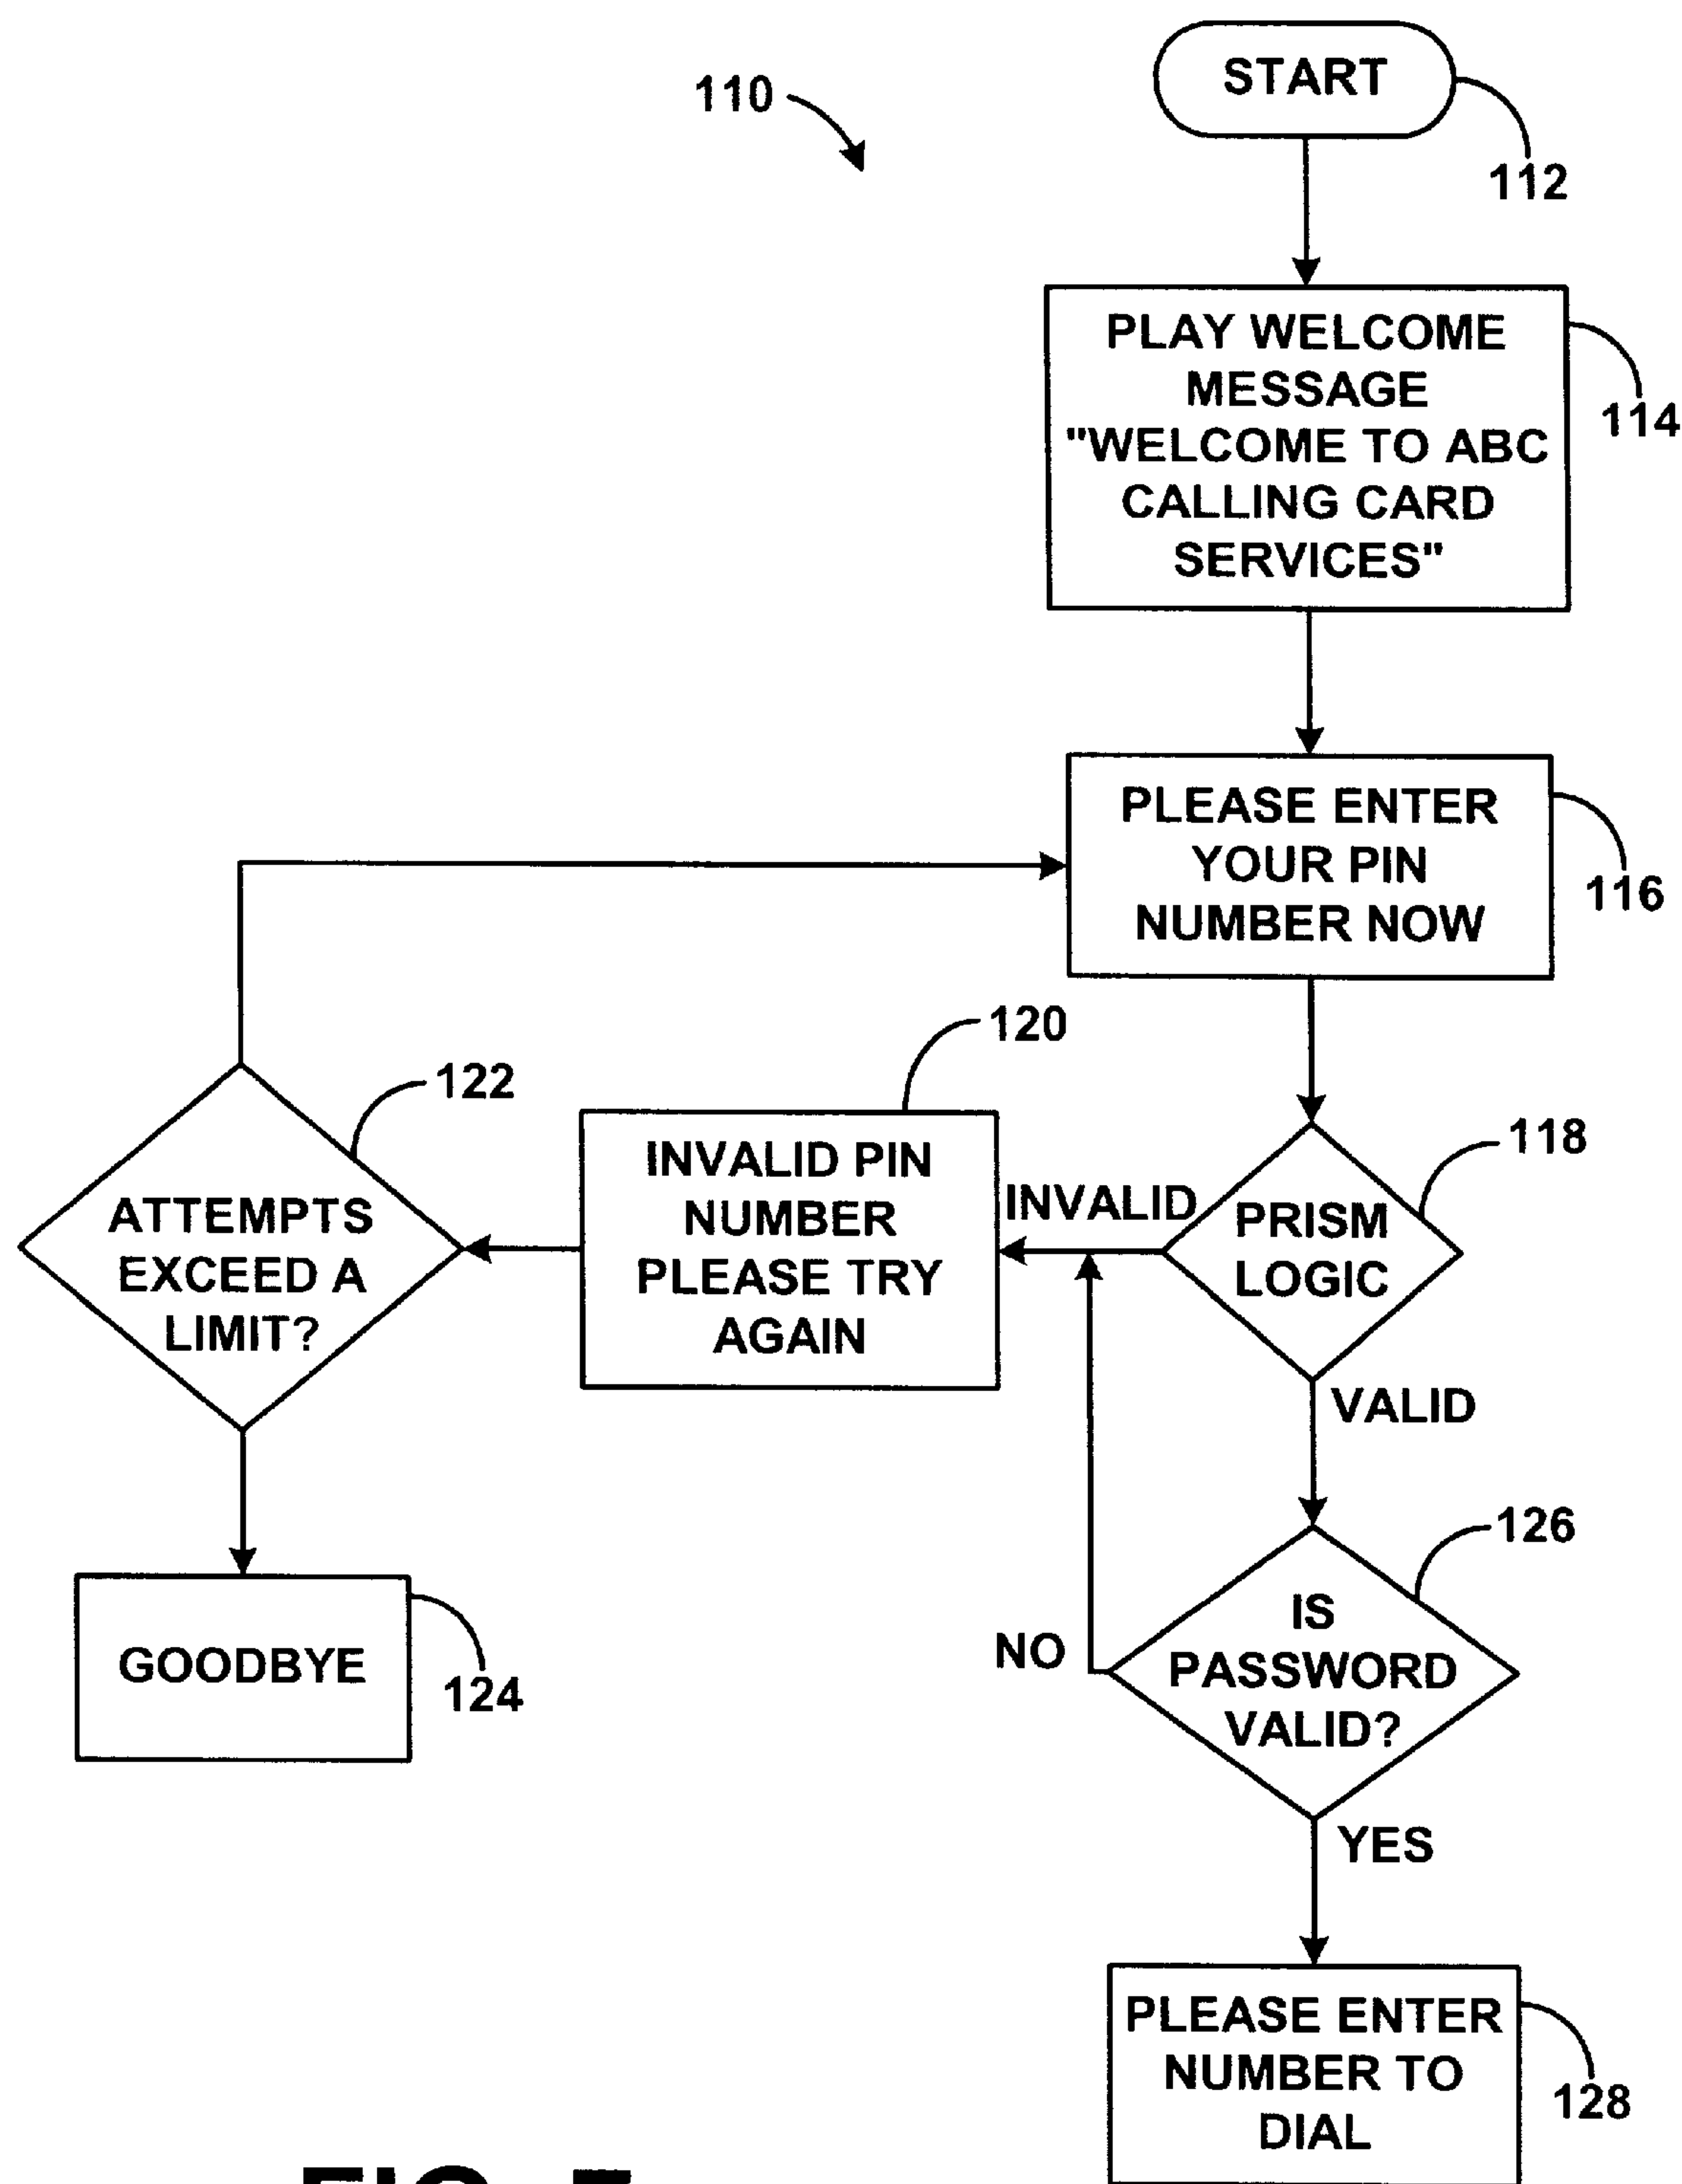 110
START
112
PLAY WELCOME
MESSAGE
"WELCOME TO ABC
CALLING CARD
SERVICES"
114
PLEASE ENTER
YOUR PIN
NUMBER NOW
116
120
122
118
INVALID PIN
NUMBER
PLEASE TRY
AGAIN
INVALID
PRISM
LOGIC
ATTEMPTS
EXCEED A
LIMIT?
VALID
126
IS
PASSWORD
VALID?
NO
GOODBYE
124
YES
PLEASE ENTER
NUMBER TO
DIAL
128